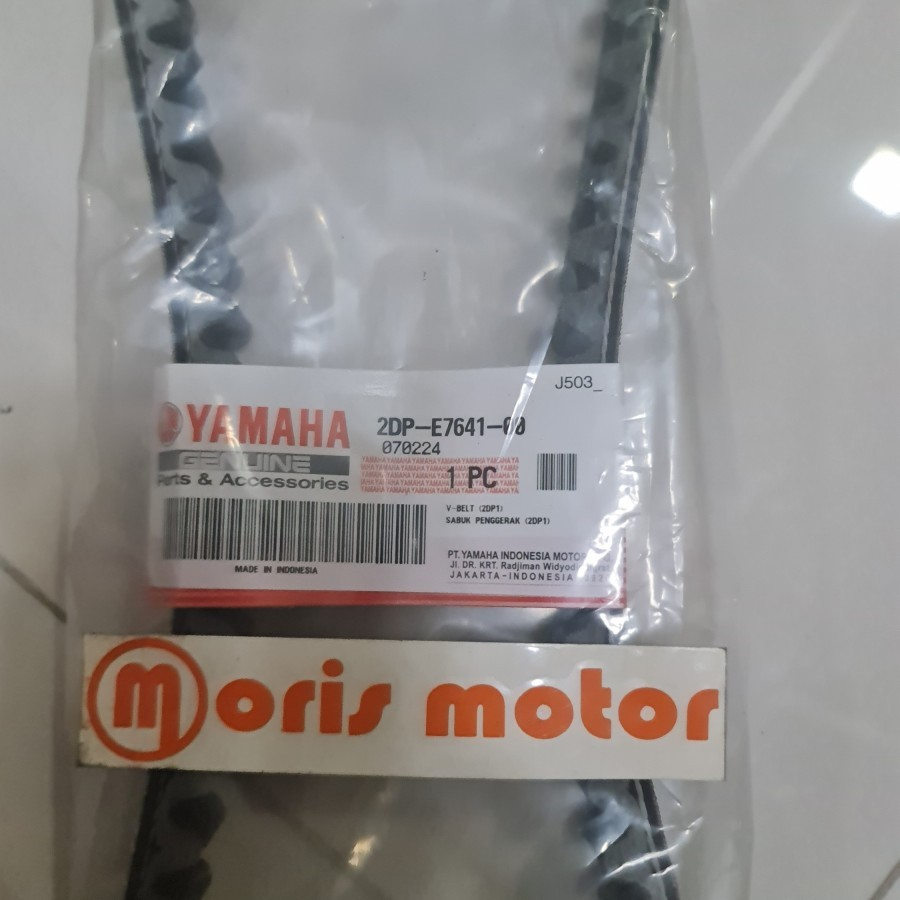 J503_
YAMAHA
2DP-E7641-00
070224
GENUINE
Parts & Accessories
1 PC
V-BELT (2DP1)
SABUK PENGGERAK (2DP1)
PT. YAMAHA INDONESIA MOTOR
Jl. DR. KRT. Radjiman
JAKARTA-INDONESIA
MADE IN INDONESIA
moris motor